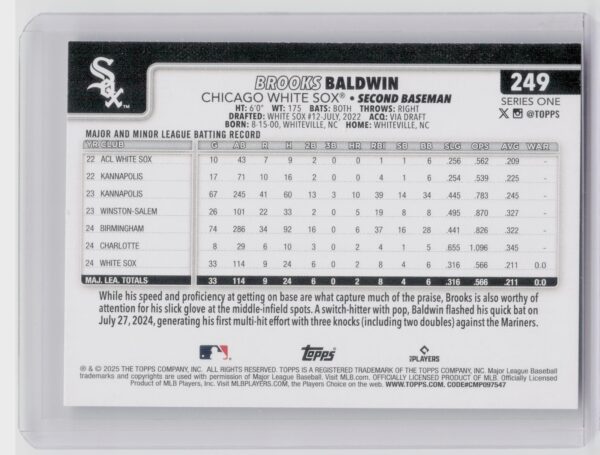 Sox
BROOKS BALDWIN
249
CHICAGO WHITE SOX® • SECOND BASEMAN
SERIES ONE
HT: 6'0" WT: 175 BATS: BOTH THROWS: RIGHT
@TOPPS
DRAFTED: WHITE SOX #12-JULY, 2022 ACQ: VIA DRAFT
BORN: 8-15-00, WHITEVILLE, NC HOME: WHITEVILLE, NC
MAJOR AND MINOR LEAGUE BATTING RECORD
YR CLUB G AB R H 2B 3B HR RBI SB BB SLG OPS AVG WAR
22 ACL WHITE SOX 10 43 7 9 2 0 0 1 1 6 .256 .562 .209 -
22 KANNAPOLIS 17 71 10 16 2 0 0 4 1 6 .254 .539 .225 -
23 KANNAPOLIS 67 245 41 60 13 3 10 39 14 34 .445 .783 .245 -
23 WINSTON-SALEM 26 101 22 33 2 0 5 19 8 8 .495 .870 .327 -
24 BIRMINGHAM 74 286 34 92 16 0 6 37 16 28 .441 .826 .322 -
24 CHARLOTTE 8 29 6 10 3 0 2 4 1 5 .655 1.096 .345 -
24 WHITE SOX 33 114 9 24 6 0 2 8 4 6 .316 .566 .211 0.0
MAJ. LEA. TOTALS 33 114 9 24 6 0 2 8 4 6 .316 .566 .211 0.0
While his speed and proficiency at getting on base are what capture much of the praise, Brooks is also worthy of
attention for his slick glove at the middle-infield spots. A switch-hitter with pop, Baldwin flashed his quick bat on
July 27, 2024, generating his first multi-hit effort with three knocks (including two doubles) against the Mariners.
Topps
PLAYERS
® & © 2025 THE TOPPS COMPANY, INC. ALL RIGHTS RESERVED. TOPPS IS A REGISTERED TRADEMARK OF THE TOPPS COMPANY, INC. Major League Baseball
trademarks and copyrights are used with permission of Major League Baseball. Visit MLB.com. OFFICIALLY LICENSED PRODUCT OF MLB Players, Inc. Officially Licensed
Product of MLB Players, Inc. Visit MLBPLAYERS.com, the Players Choice on the web. WWW.TOPPS.COM. CODE#CMP097547